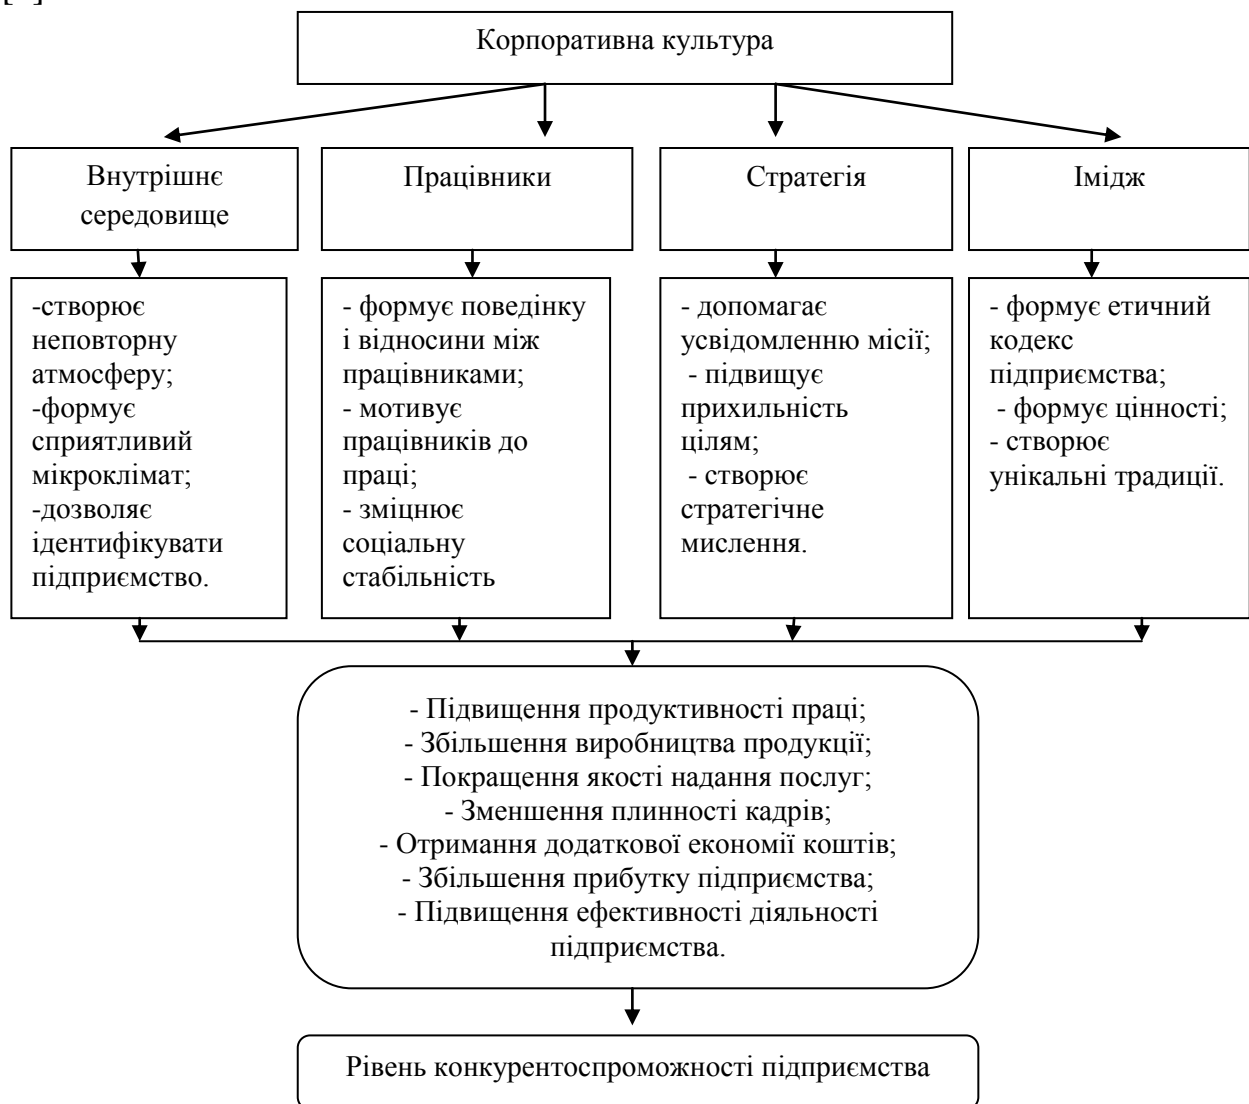 Корпоративна культура
Внутрішнє
середовище
Працівники
Стратегія
Імідж
-створює
неповторну
атмосферу;
-формує
сприятливий
мікроклімат;
-дозволяє
ідентифікувати
підприємство.
- формує поведінку
і відносини між
працівниками;
- мотивує
працівників до
праці;
- зміцнює
соціальну
стабільність
- допомагає
усвідомленню місії;
- підвищує
прихильність
цілям;
- створює
стратегічне
мислення.
- формує етичний
кодекс
підприємства;
- формує цінності;
- створює
унікальні традиції.
- Підвищення продуктивності праці;
- Збільшення виробництва продукції;
- Покращення якості надання послуг;
- Зменшення плинності кадрів;
- Отримання додаткової економії коштів;
- Збільшення прибутку підприємства;
- Підвищення ефективності діяльності
підприємства.
Рівень конкурентоспроможності підприємства